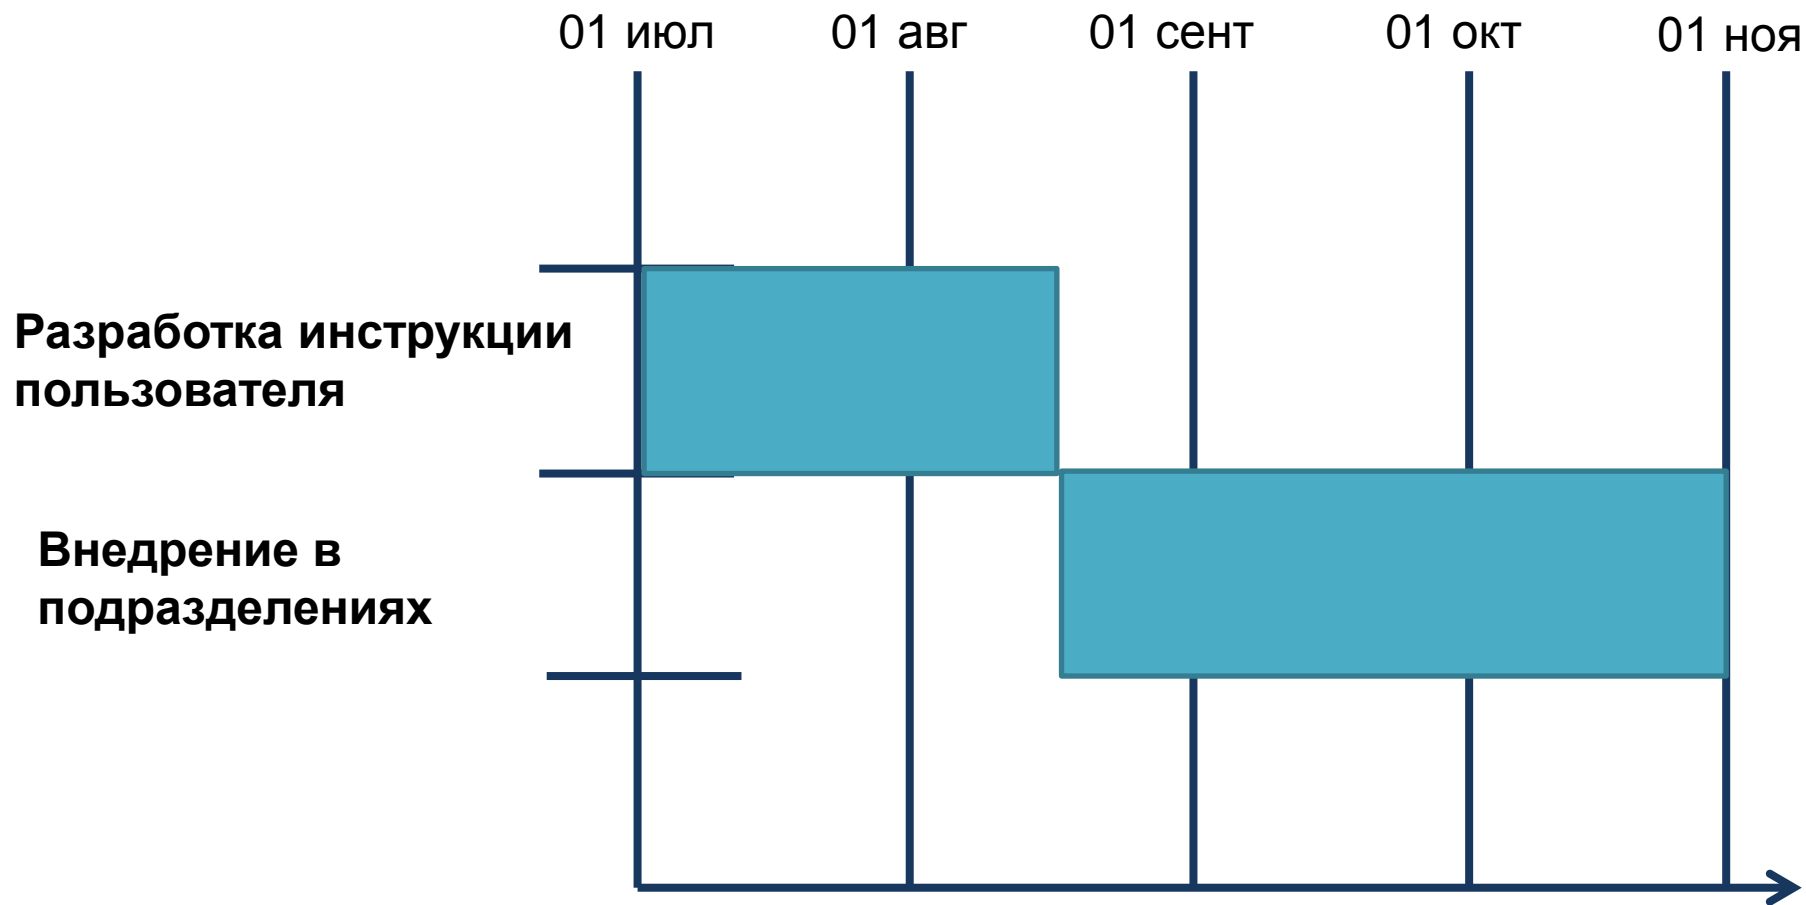 01 июл 01 авг 01 сент 01 окт 01 ноя
Разработка инструкции
пользователя
Внедрение в
подразделениях